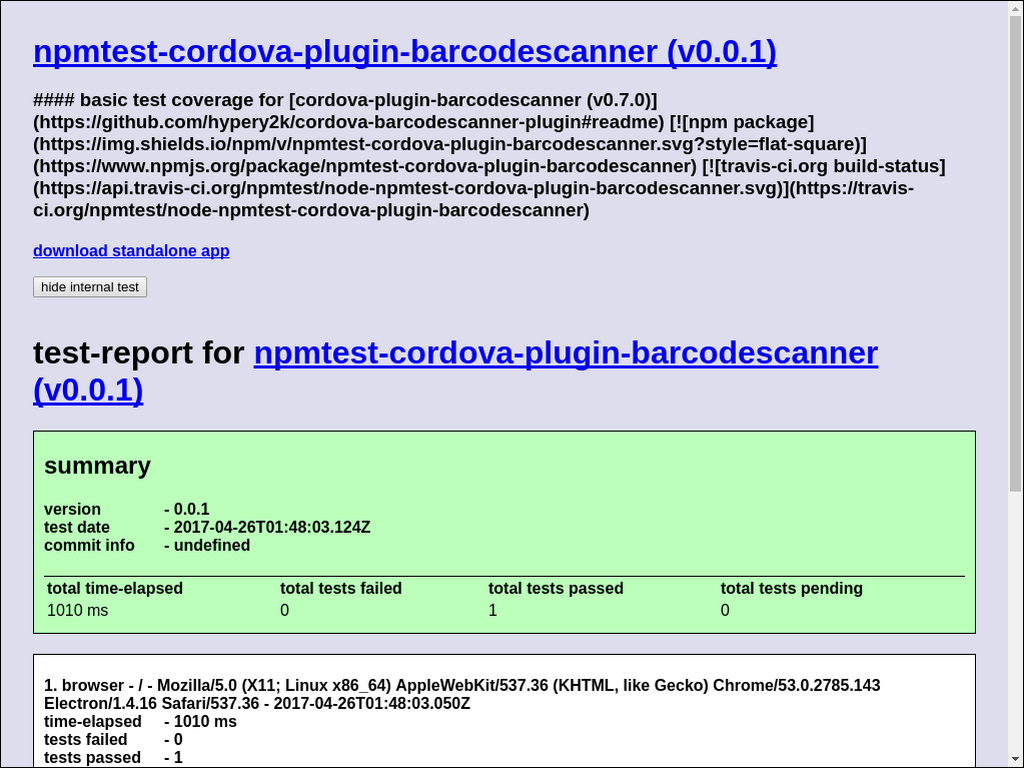 npmtest-cordova-plugin-barcodescanner (v0.0.1)
#### basic test coverage for [cordova-plugin-barcodescanner (v0.7.0)]
(https://github.com/hypery2k/cordova-barcodescanner-plugin#readme) [![npm package]
(https://img.shields.io/npm/v/npmtest-cordova-plugin-barcodescanner.svg?style=flat-square)]
(https://www.npmjs.org/package/npmtest-cordova-plugin-barcodescanner) [![travis-ci.org build-status]
(https://api.travis-ci.org/npmtest/node-npmtest-cordova-plugin-barcodescanner.svg)](https://travis-
ci.org/npmtest/node-npmtest-cordova-plugin-barcodescanner)
download standalone app
hide internal test
test-report for npmtest-cordova-plugin-barcodescanner
(v0.0.1)
summary
version - 0.0.1
test date - 2017-04-26T01:48:03.124Z
commit info - undefined
total time-elapsed total tests failed total tests passed total tests pending
1010 ms 0 1 0
1. browser - / - Mozilla/5.0 (X11; Linux x86_64) AppleWebKit/537.36 (KHTML, like Gecko) Chrome/53.0.2785.143
Electron/1.4.16 Safari/537.36 - 2017-04-26T01:48:03.050Z
time-elapsed - 1010 ms
tests failed - 0
tests passed - 1